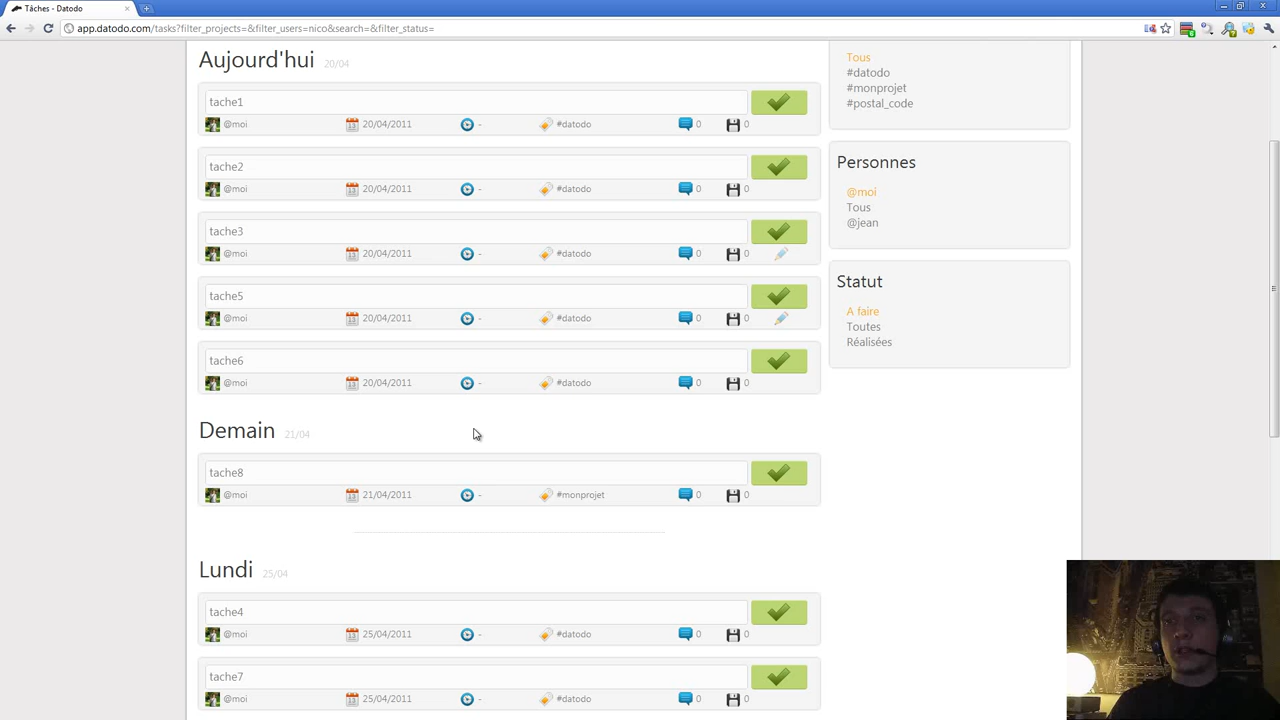 Tâches - Datodo
app.datodo.com/tasks?filter_projects=&filter_users=nico&search=&filter_status=
Aujourd'hui 20/04
tache1
@moi 20/04/2011 - #datodo 0 0
tache2
@moi 20/04/2011 - #datodo 0 0
tache3
@moi 20/04/2011 - #datodo 0 0
tache5
@moi 20/04/2011 - #datodo 0 0
tache6
@moi 20/04/2011 - #datodo 0 0
Demain 21/04
tache8
@moi 21/04/2011 - #monprojet 0 0
Lundi 25/04
tache4
@moi 25/04/2011 - #datodo 0 0
tache7
@moi 25/04/2011 - #datodo 0 0
Tous
#datodo
#monprojet
#postal_code
Personnes
@moi
Tous
@jean
Statut
A faire
Toutes
Réalisées